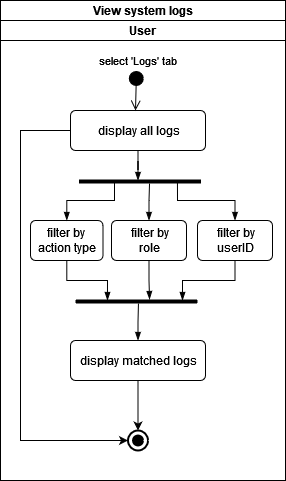 View system logs
User
select 'Logs' tab
display all logs
filter by
action type
filter by
role
filter by
userID
display matched logs